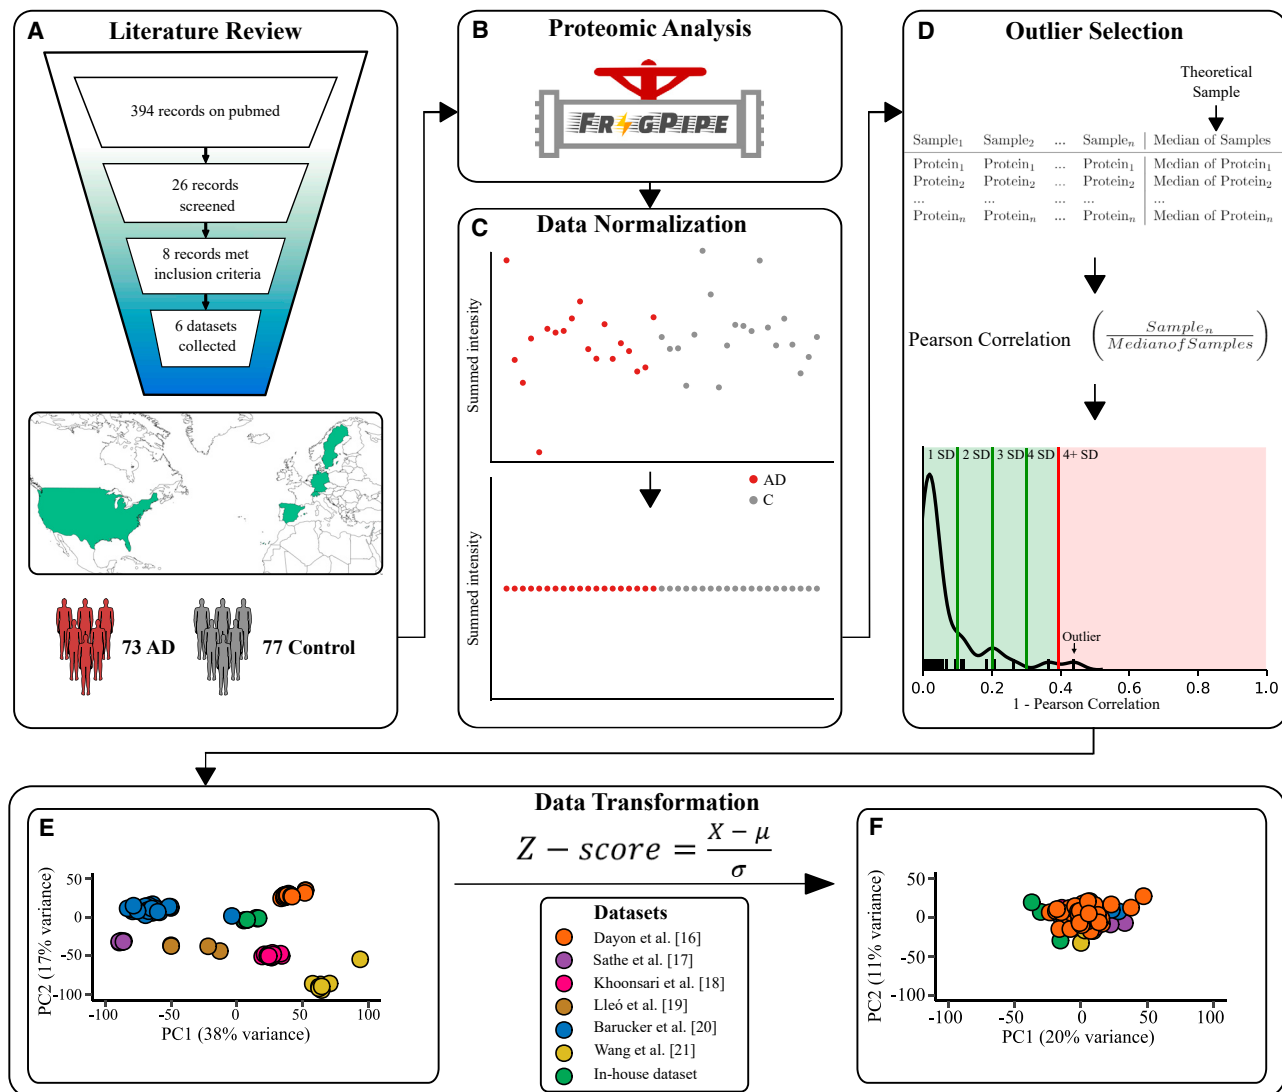 A
Literature Review
394 records on pubmed
26 records
screened
8 records met
inclusion criteria
6 datasets
collected
73 AD
77 Control
B
Proteomic Analysis
FRAGPIPE
C
Data Normalization
Summed intensity
AD
C
Summed intensity
D
Outlier Selection
Theoretical
Sample
Sample₁ Sample₂ ... Sampleₙ Median of Samples
Protein₁ Protein₁ ... Protein₁ Median of Protein₁
Protein₂ Protein₂ ... Protein₂ Median of Protein₂
... ... ... ... ...
Proteinₙ Proteinₙ ... Proteinₙ Median of Proteinₙ
Pearson Correlation (Sampleₙ / MedianofSamples)
1 SD 2 SD 3 SD 4 SD 4+ SD
Outlier
0.0 0.2 0.4 0.6 0.8 1.0
1 - Pearson Correlation
Data Transformation
E
PC2 (17% variance)
50
0
-50
-100
-100 -50 0 50 100
PC1 (38% variance)
Z − score = (X − μ) / σ
Datasets
Dayon et al. [16]
Sathe et al. [17]
Khoonsari et al. [18]
Lleó et al. [19]
Barucker et al. [20]
Wang et al. [21]
In-house dataset
F
PC2 (11% variance)
50
0
-50
-100
-100 -50 0 50 100
PC1 (20% variance)